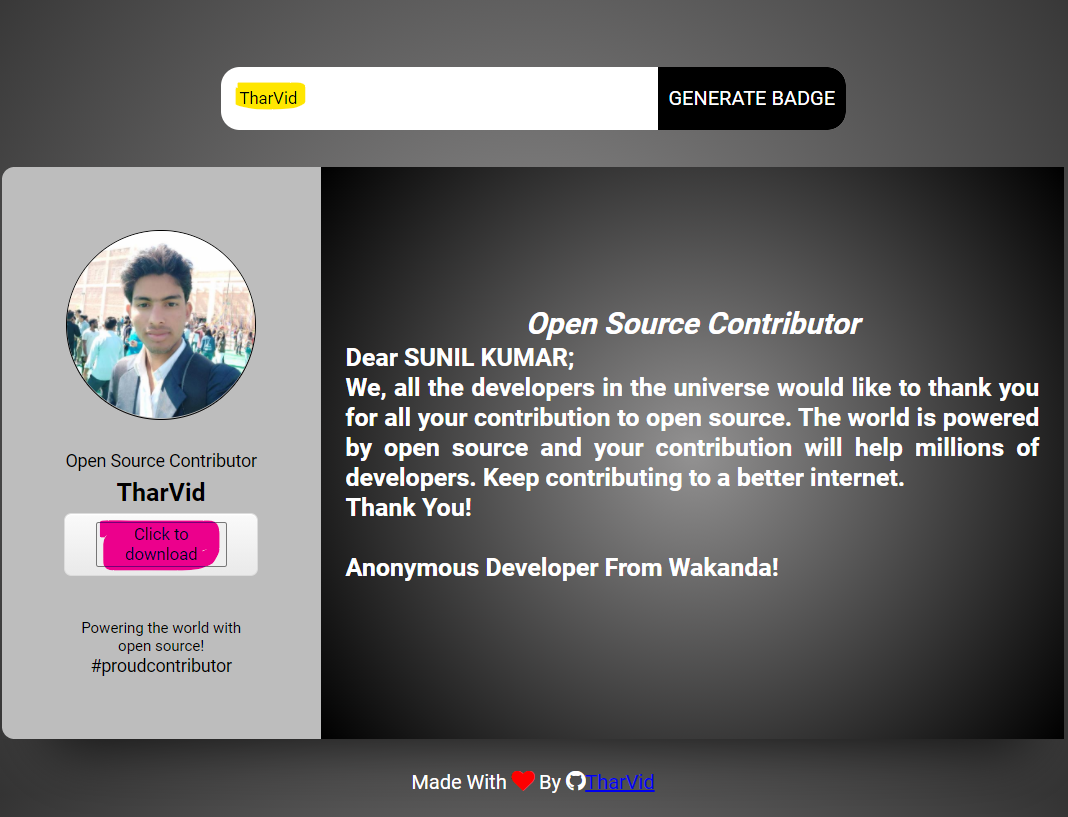 TharVid
GENERATE BADGE
Open Source Contributor
TharVid
Click to
download
Powering the world with
open source!
#proudcontributor
Open Source Contributor
Dear SUNIL KUMAR;
We, all the developers in the universe would like to thank you
for all your contribution to open source. The world is powered
by open source and your contribution will help millions of
developers. Keep contributing to a better internet.
Thank You!
Anonymous Developer From Wakanda!
Made With ❤ By TharVid